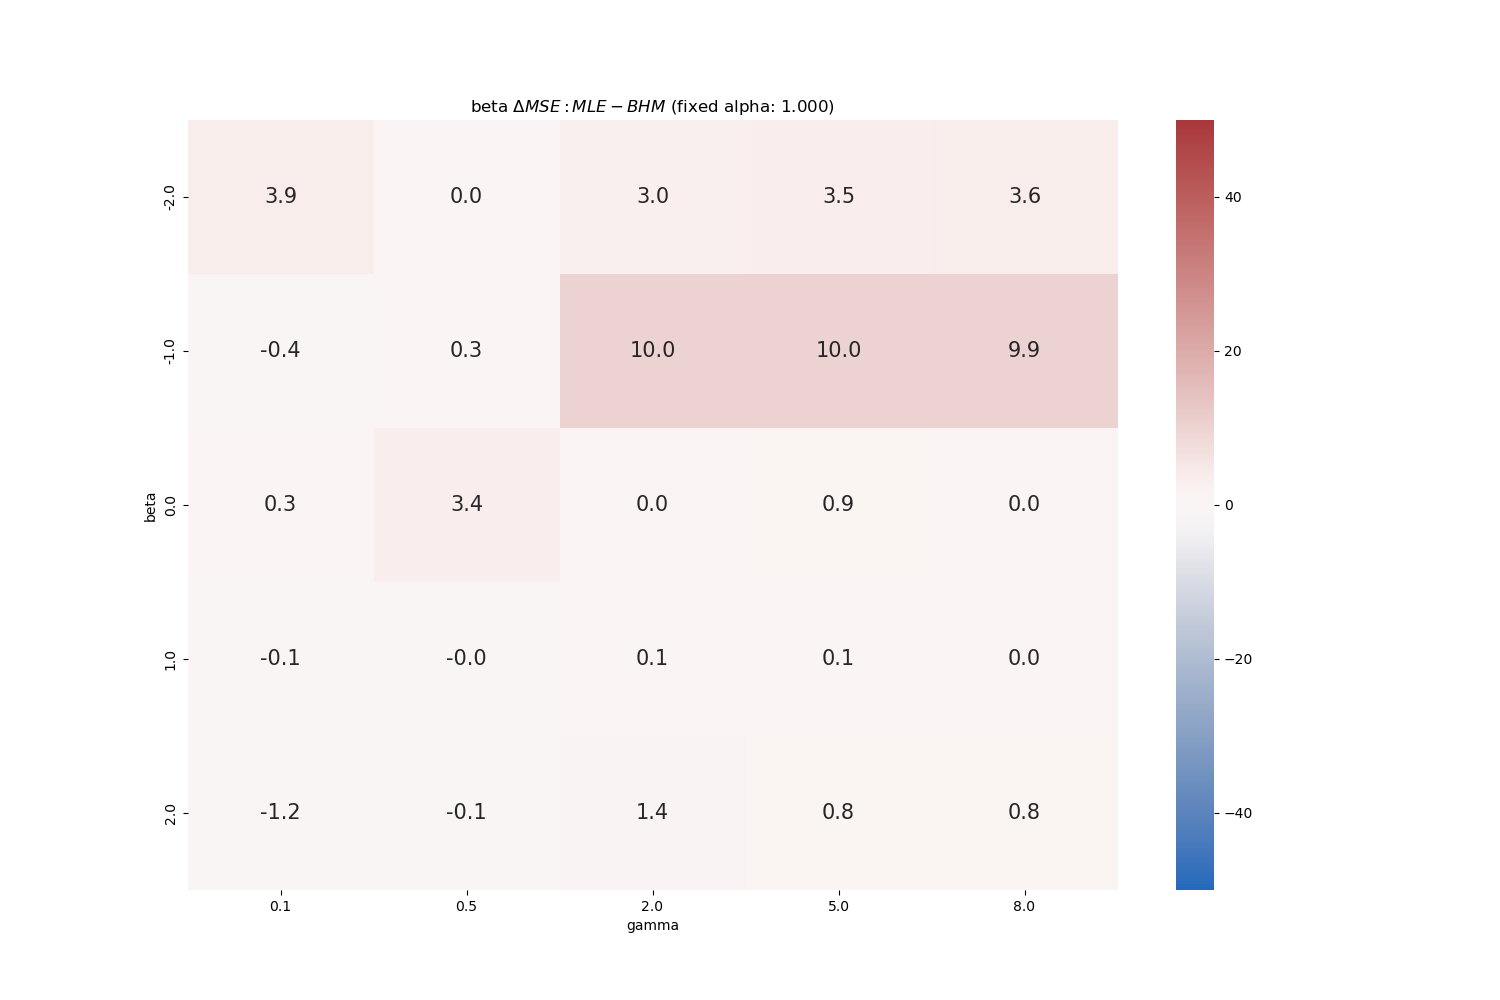 beta ΔMSE : MLE − BHM (fixed alpha: 1.000)
-2.0 3.9 0.0 3.0 3.5 3.6
-1.0 -0.4 0.3 10.0 10.0 9.9
beta
0.0 0.3 3.4 0.0 0.9 0.0
1.0 -0.1 -0.0 0.1 0.1 0.0
2.0 -1.2 -0.1 1.4 0.8 0.8
0.1 0.5 2.0 5.0 8.0
gamma
40
20
0
−20
−40